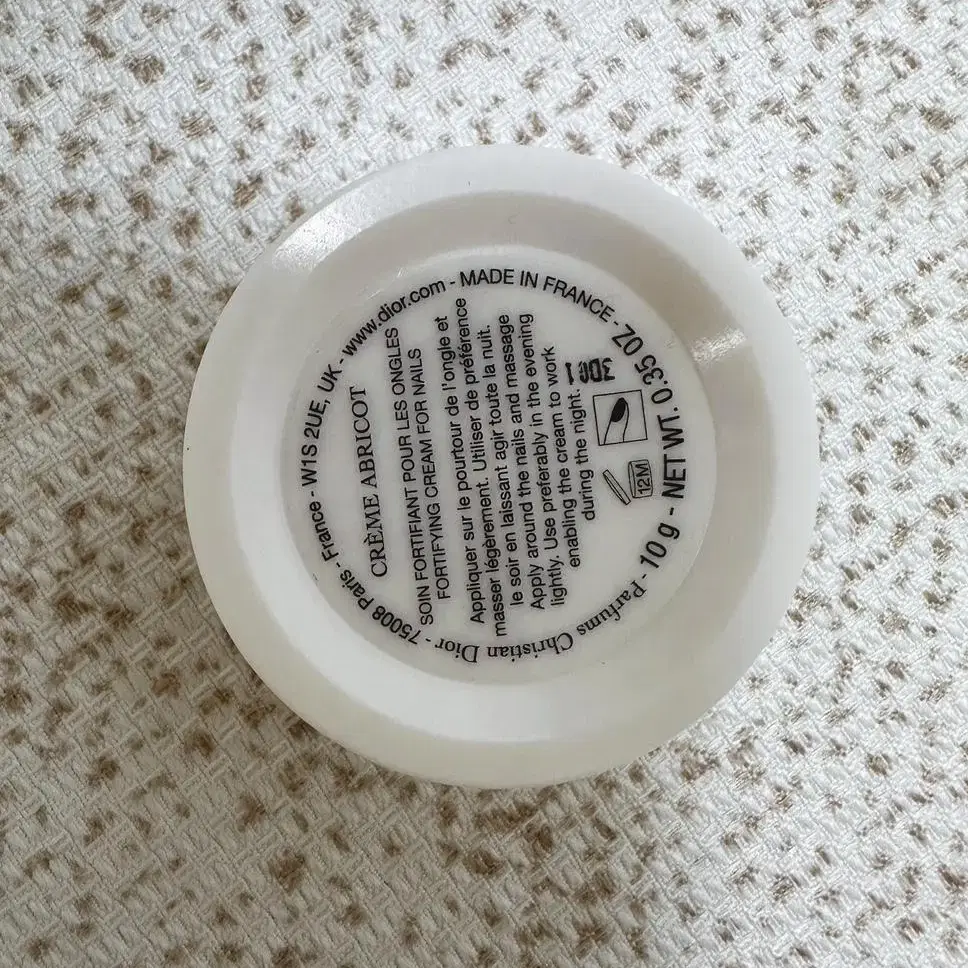 Parfums Christian Dior - 75008 Paris - France - W1S 2UE, UK - www.dior.com - MADE IN FRANCE -
CRÈME ABRICOT
SOIN FORTIFIANT POUR LES ONGLES
FORTIFYING CREAM FOR NAILS
Appliquer sur le pourtour de l'ongle et
masser légèrement. Utiliser de préférence
le soir en laissant agir toute la nuit.
Apply around the nails and massage
lightly. Use preferably in the evening
enabling the cream to work
during the night.
3D01
12M
10 g - NET WT. 0.35 OZ